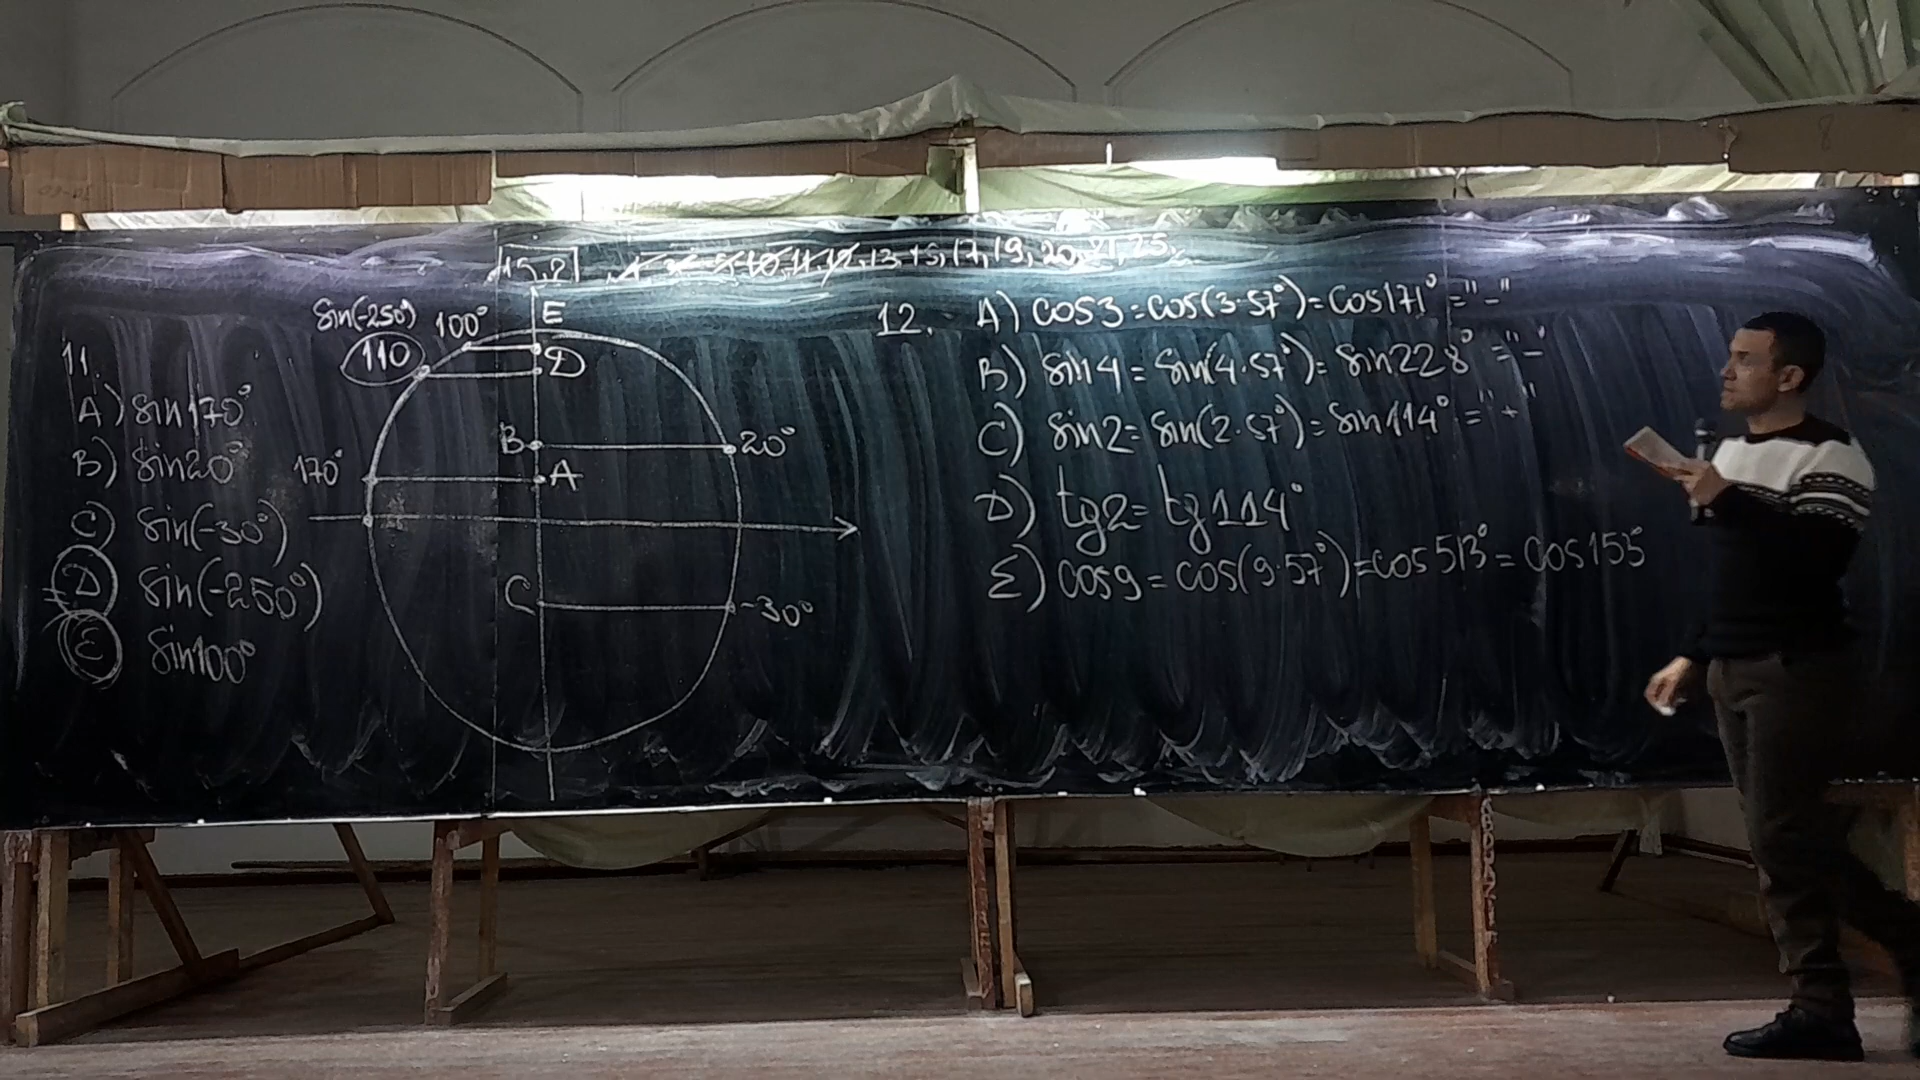 15.2
10, 11, 12, 13, 15, 17, 19, 20, 21, 25
11.
A) sin170°
B) sin20°
C) sin(-30°)
D) sin(-250°)
E) sin100°
sin(-250)
110
100°
E
D
B
20°
170°
A
C
-30°
12. A) cos3=cos(3·57°)=cos171°="-"
B) sin4=sin(4·57°)=sin228°="-"
C) sin2=sin(2·57°)=sin114°="+"
D) tg2=tg114°
E) cos9=cos(9·57°)=cos513°=cos153°
8